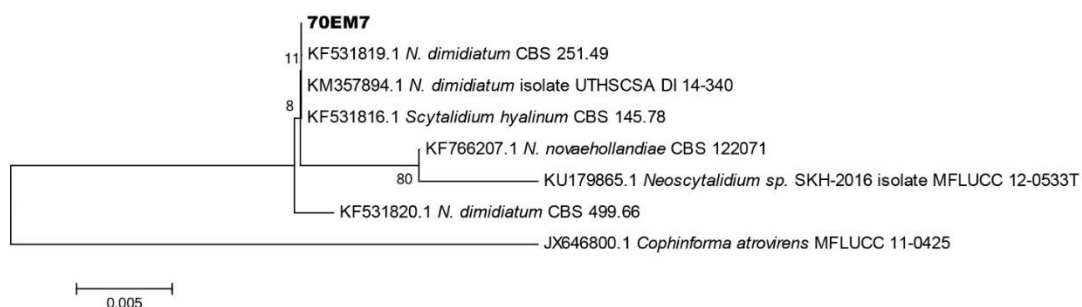 70EM7
11
KF531819.1 N. dimidiatum CBS 251.49
KM357894.1 N. dimidiatum isolate UTHSCSA DI 14-340
8
KF531816.1 Scytalidium hyalinum CBS 145.78
KF766207.1 N. novaehollandiae CBS 122071
80
KU179865.1 Neoscytalidium sp. SKH-2016 isolate MFLUCC 12-0533T
KF531820.1 N. dimidiatum CBS 499.66
JX646800.1 Cophinforma atrovirens MFLUCC 11-0425
0.005